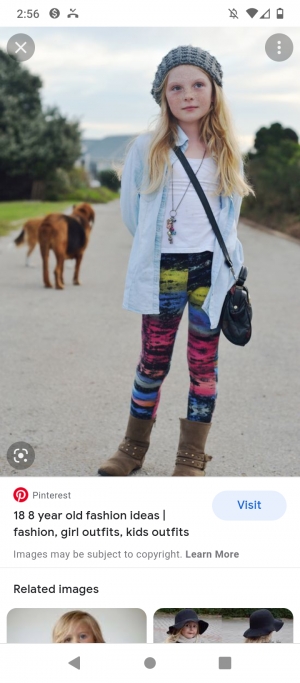 2:56
Pinterest
18 8 year old fashion ideas |
fashion, girl outfits, kids outfits
Visit
Images may be subject to copyright. Learn More
Related images